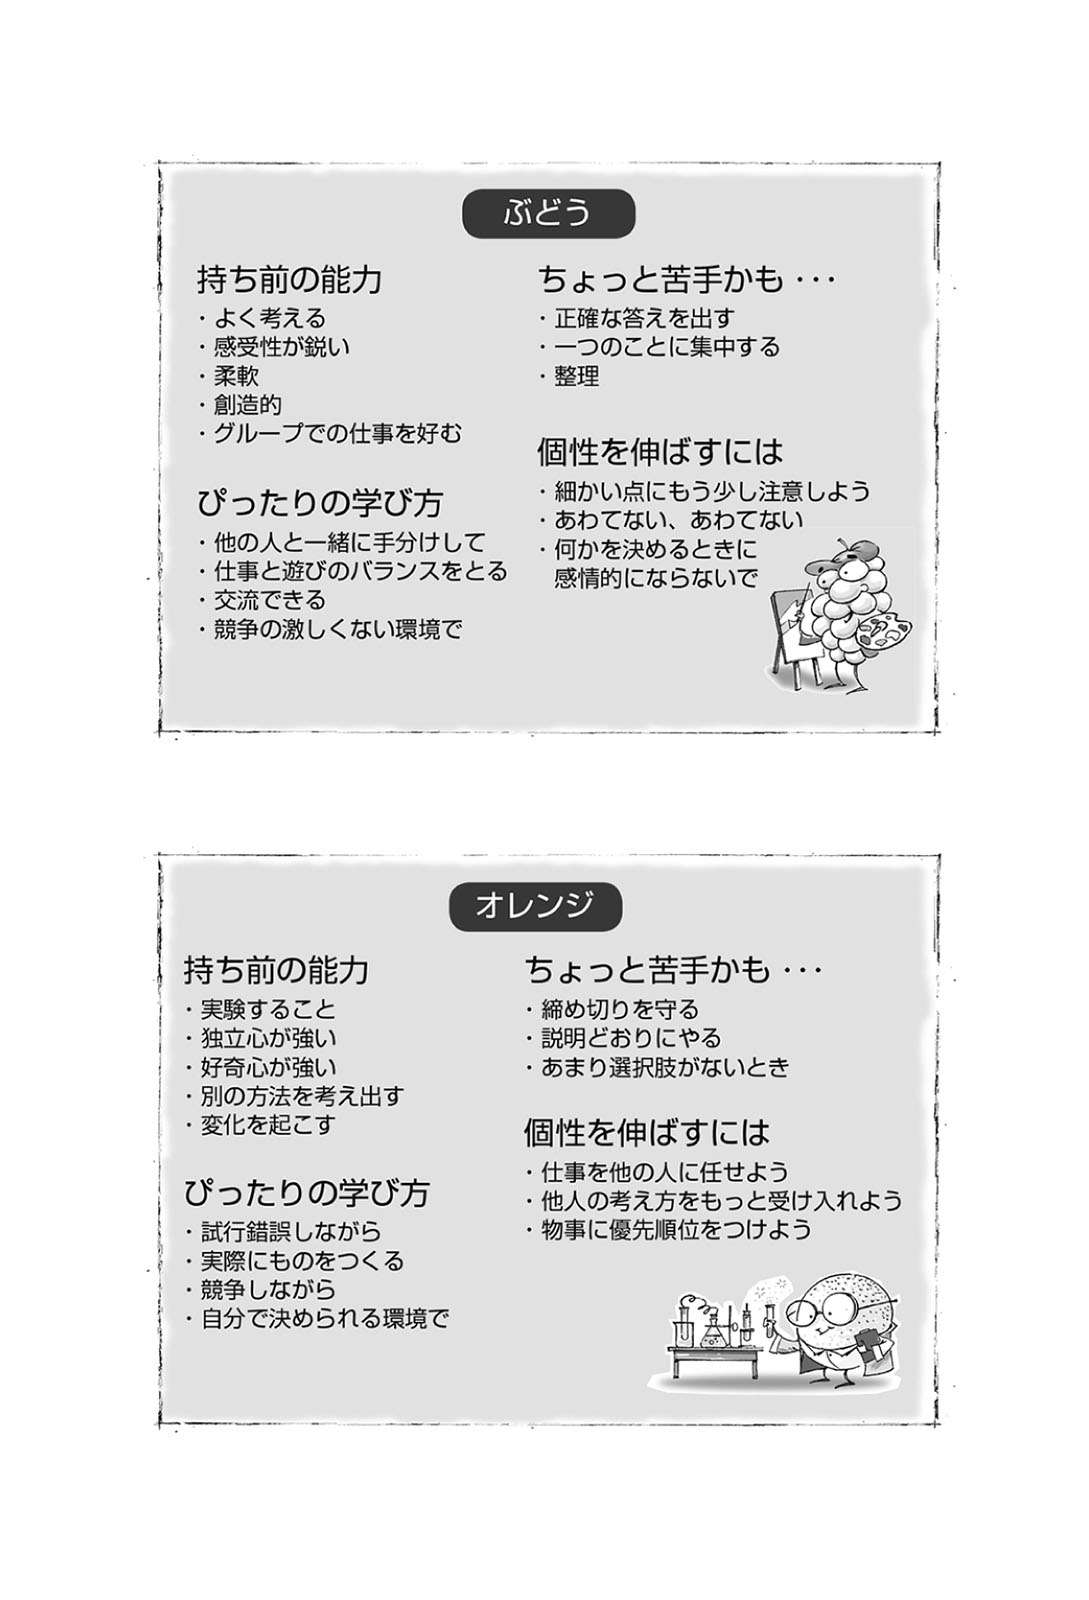 ぶどう
持ち前の能力
・よく考える
・感受性が鋭い
・柔軟
・創造的
・グループでの仕事を好む
ぴったりの学び方
・他の人と一緒に手分けして
・仕事と遊びのバランスをとる
・交流できる
・競争の激しくない環境で
ちょっと苦手かも・・・
・正確な答えを出す
・一つのことに集中する
・整理
個性を伸ばすには
・細かい点にもう少し注意しよう
・あわてない、あわてない
・何かを決めるときに
感情的にならないで
オレンジ
持ち前の能力
・実験すること
・独立心が強い
・好奇心が強い
・別の方法を考え出す
・変化を起こす
ぴったりの学び方
・試行錯誤しながら
・実際にものをつくる
・競争しながら
・自分で決められる環境で
ちょっと苦手かも・・・
・締め切りを守る
・説明どおりにやる
・あまり選択肢がないとき
個性を伸ばすには
・仕事を他の人に任せよう
・他人の考え方をもっと受け入れよう
・物事に優先順位をつけよう